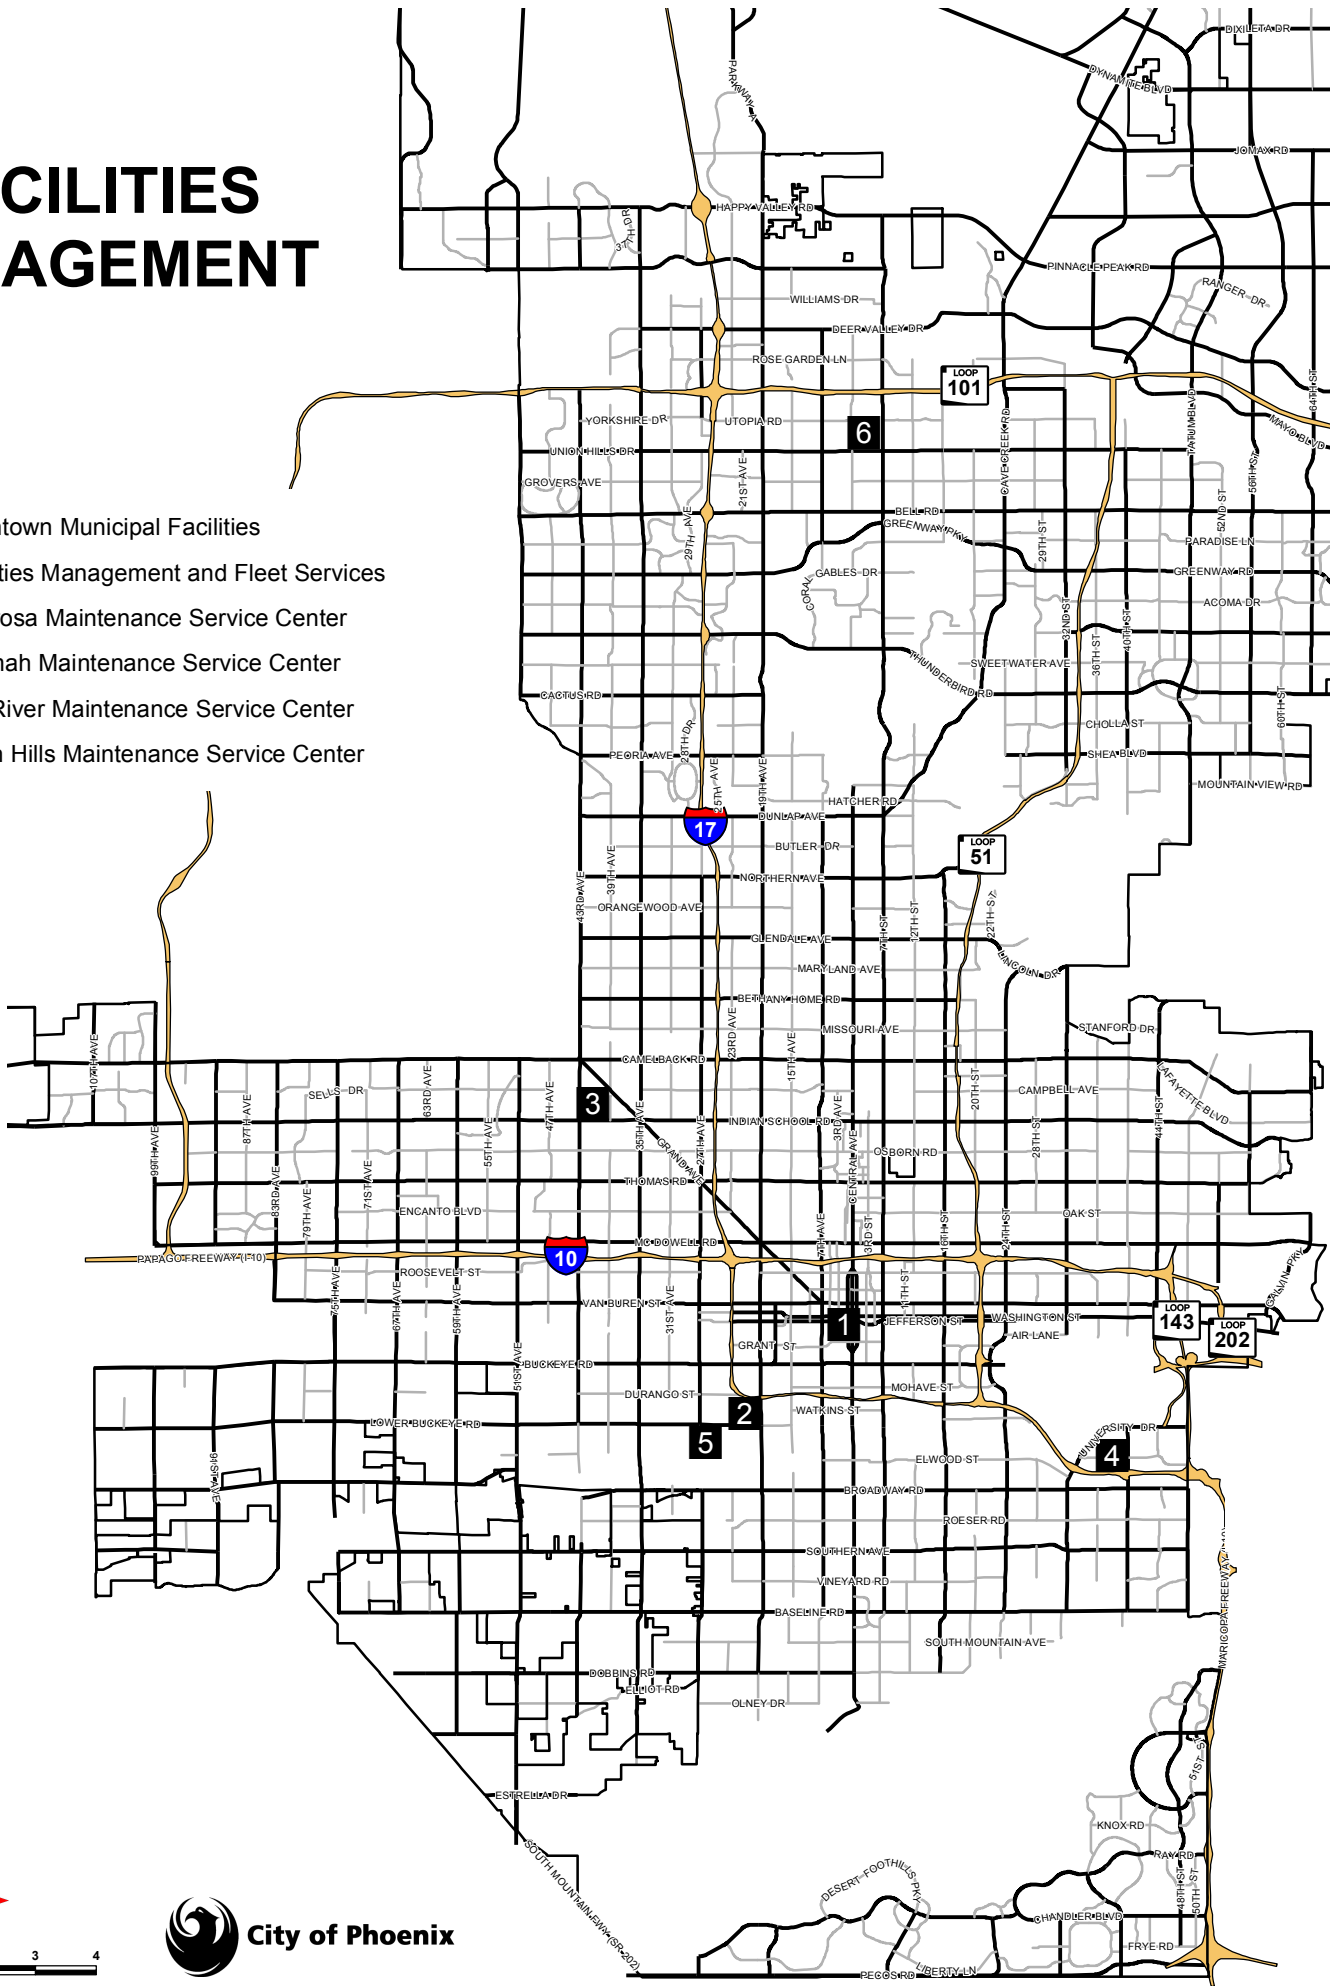 CILITIES
AGEMENT
town Municipal Facilities
ties Management and Fleet Services
osa Maintenance Service Center
nah Maintenance Service Center
River Maintenance Service Center
n Hills Maintenance Service Center
DIXILETA DR
PARKWAY A
DYNAMITE BLVD
JOMAX RD
HAPPY VALLEY RD
37TH DR
PINNACLE PEAK RD
RANGER DR
WILLIAMS DR
DEER VALLEY DR
ROSE GARDEN LN
LOOP
101
64TH ST
YORKSHIRE DR
UTOPIA RD
6
CAVE CREEK RD
TATUM BLVD
MAYO BLVD
UNION HILLS DR
56TH ST
GROVERS AVE
21ST AVE
52ND ST
BELL RD
29TH AVE
GREENWAY PKY
29TH ST
PARADISE LN
GREENWAY RD
CORAL GABLES DR
ACOMA DR
32ND ST
40TH ST
36TH ST
THUNDERBIRD RD
SWEETWATER AVE
CACTUS RD
60TH ST
CHOLLA ST
28TH DR
PEORIA AVE
SHEA BLVD
25TH AVE
19TH AVE
MOUNTAIN VIEW RD
HATCHER RD
DUNLAP AVE
17
BUTLER DR
LOOP
51
39TH AVE
NORTHERN AVE
43RD AVE
ORANGEWOOD AVE
7TH ST
12TH ST
22TH ST
GLENDALE AVE
LINCOLN DR
MARYLAND AVE
BETHANY HOME RD
23RD AVE
MISSOURI AVE
STANFORD DR
107TH AVE
CAMELBACK RD
15TH AVE
SELLS DR
63RD AVE
20TH ST
CAMPBELL AVE
LAFAYETTE BLVD
87TH AVE
47TH AVE
3
35TH AVE
27TH AVE
INDIAN SCHOOL RD
3RD AVE
28TH ST
44TH ST
99TH AVE
55TH AVE
GRAND AVE
CENTRAL AVE
OSBORN RD
83RD AVE
71ST AVE
THOMAS RD
79TH AVE
ENCANTO BLVD
7TH AVE
3RD ST
16TH ST
24TH ST
OAK ST
MC DOWELL RD
PAPAGO FREEWAY (I-10)
10
ROOSEVELT ST
11TH ST
GALVIN PKY
75TH AVE
67TH AVE
59TH AVE
VAN BUREN ST
31ST AVE
1
JEFFERSON ST
WASHINGTON ST
LOOP
143
LOOP
202
AIR LANE
GRANT ST
51ST AVE
BUCKEYE RD
DURANGO ST
MOHAVE ST
2
WATKINS ST
LOWER BUCKEYE RD
5
UNIVERSITY DR
4
91ST AVE
ELWOOD ST
BROADWAY RD
ROESER RD
SOUTHERN AVE
VINEYARD RD
BASELINE RD
MARICOPA FREEWAY
SOUTH MOUNTAIN AVE
DOBBINS RD
ELLIOT RD
OLNEY DR
51ST ST
ESTRELLA DR
KNOX RD
SOUTH MOUNTAIN FWY (SR 202)
RAY RD
DESERT FOOTHILLS PKY
48TH ST
50TH ST
CHANDLER BLVD
FRYE RD
LIBERTY LN
PECOS RD
City of Phoenix
3 4